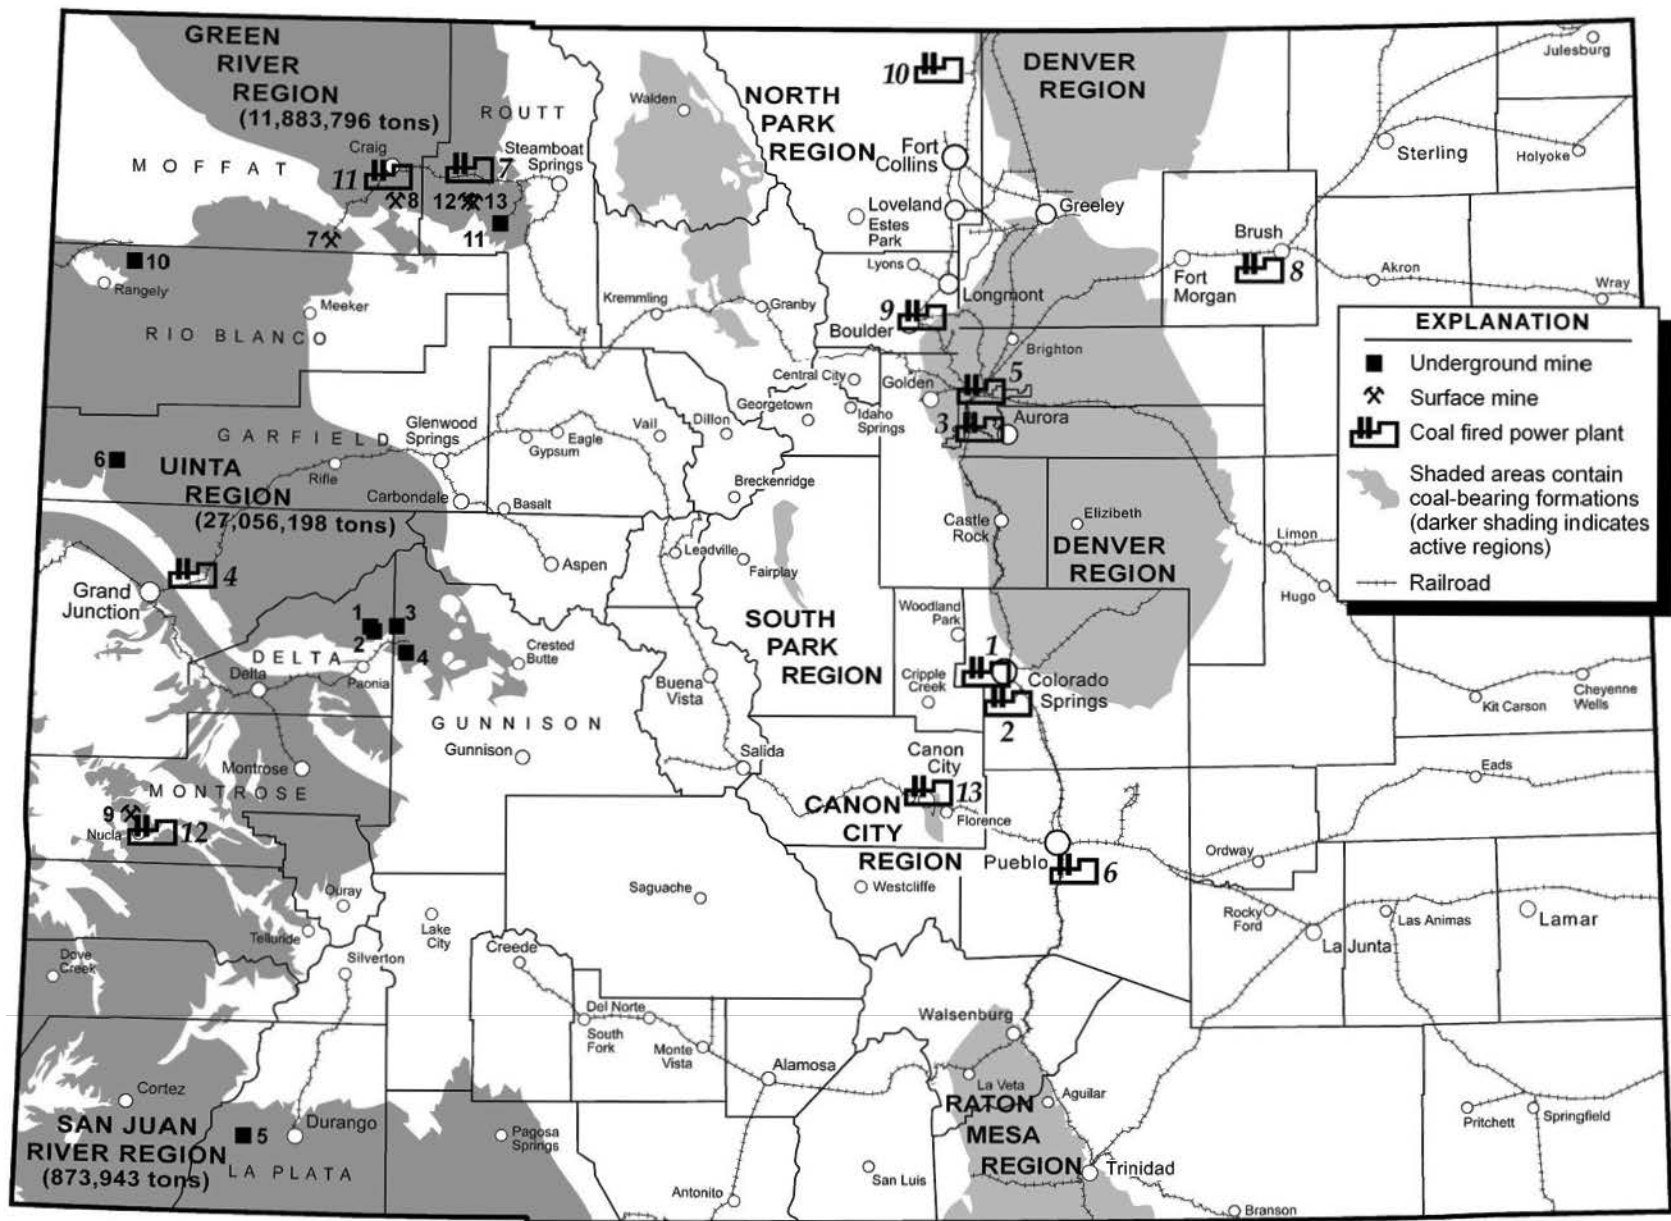 GREEN
RIVER
REGION
(11,883,796 tons)
ROUTT
MOFFAT
Craig
11
8
7
12
13
7
11
Steamboat
Springs
Walden
NORTH
PARK
REGION
10
DENVER
REGION
Julesburg
Fort
Collins
Sterling
Holyoke
Loveland
Greeley
Estes
Park
Lyons
Longmont
Brush
8
Fort
Morgan
Akron
Wray
10
Rangely
Meeker
RIO BLANCO
Kremmling
Granby
9
Boulder
Brighton
Central City
Golden
5
Georgetown
Idaho
Springs
3
Aurora
EXPLANATION
Underground mine
Surface mine
Coal fired power plant
Shaded areas contain
coal-bearing formations
(darker shading indicates
active regions)
Railroad
GARFIELD
Glenwood
Springs
Eagle
Gypsum
Vail
Dillon
6
UINTA
REGION
(27,056,198 tons)
Rifle
Carbondale
Basalt
Breckenridge
Aspen
Leadville
Fairplay
Castle
Rock
Elizibeth
DENVER
REGION
Limon
Hugo
4
Grand
Junction
1
2
3
4
DELTA
Delta
Paonia
Crested
Butte
SOUTH
PARK
REGION
Woodland
Park
Cripple
Creek
1
Colorado
Springs
2
Kit Carson
Cheyenne
Wells
Buena
Vista
GUNNISON
Gunnison
Salida
Montrose
MONTROSE
9
Nucla
12
Canon
City
13
CANON
CITY
REGION
Florence
Pueblo
6
Eads
Ordway
Rocky
Ford
La Junta
Las Animas
Lamar
Saguache
Westcliffe
Ouray
Telluride
Lake
City
Creede
Silverton
Dove
Creek
Del Norte
South
Fork
Monte
Vista
Alamosa
Walsenburg
La Veta
Aguilar
RATON
MESA
REGION
Trinidad
Cortez
SAN JUAN
RIVER REGION
(873,943 tons)
5
Durango
LA PLATA
Pagosa
Springs
Antonito
San Luis
Branson
Pritchett
Springfield